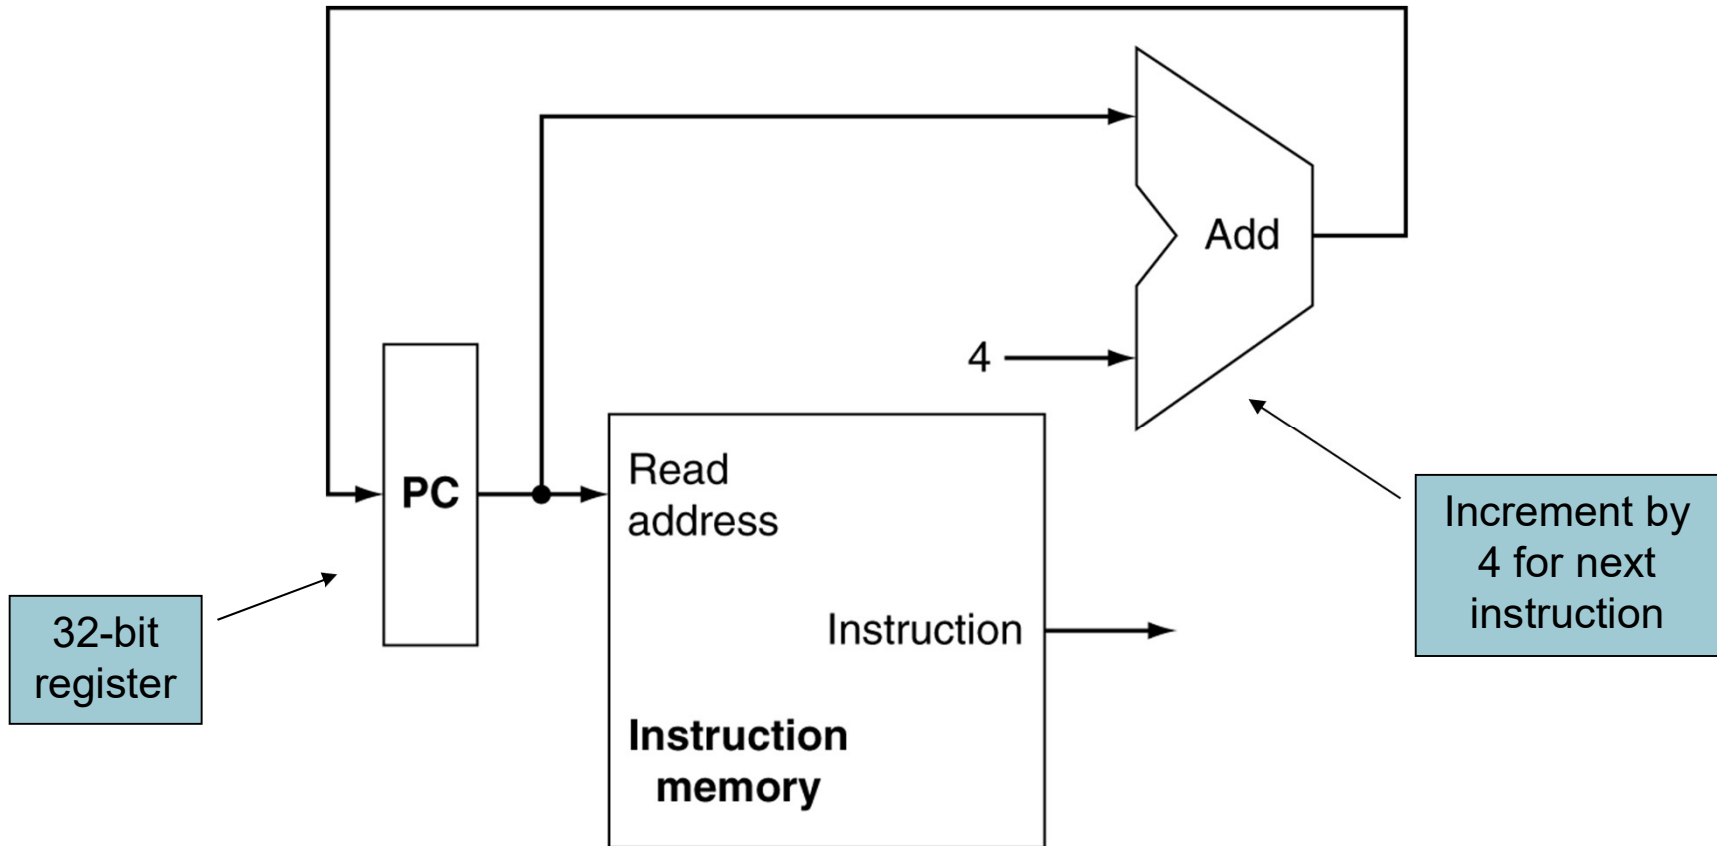 Add
4
PC
Read
address
Instruction
Instruction
memory
32-bit
register
Increment by
4 for next
instruction